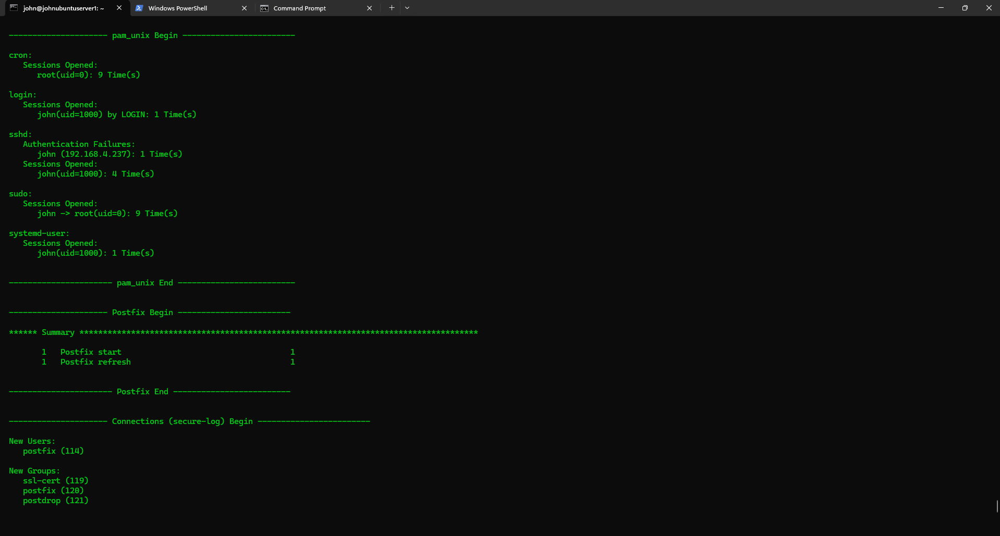 john@johnubuntuserver1: ~
Windows PowerShell
Command Prompt
--------------------- pam_unix Begin ------------------------
cron:
   Sessions Opened:
      root(uid=0): 9 Time(s)
login:
   Sessions Opened:
      john(uid=1000) by LOGIN: 1 Time(s)
sshd:
   Authentication Failures:
      john (192.168.4.237): 1 Time(s)
   Sessions Opened:
      john(uid=1000): 4 Time(s)
sudo:
   Sessions Opened:
      john -> root(uid=0): 9 Time(s)
systemd-user:
   Sessions Opened:
      john(uid=1000): 1 Time(s)
---------------------- pam_unix End -------------------------
--------------------- Postfix Begin ------------------------
****** Summary *************************************************************************************
       1   Postfix start                                    1
       1   Postfix refresh                                  1
---------------------- Postfix End -------------------------
--------------------- Connections (secure-log) Begin ------------------------
New Users:
   postfix (114)
New Groups:
   ssl-cert (119)
   postfix (120)
   postdrop (121)